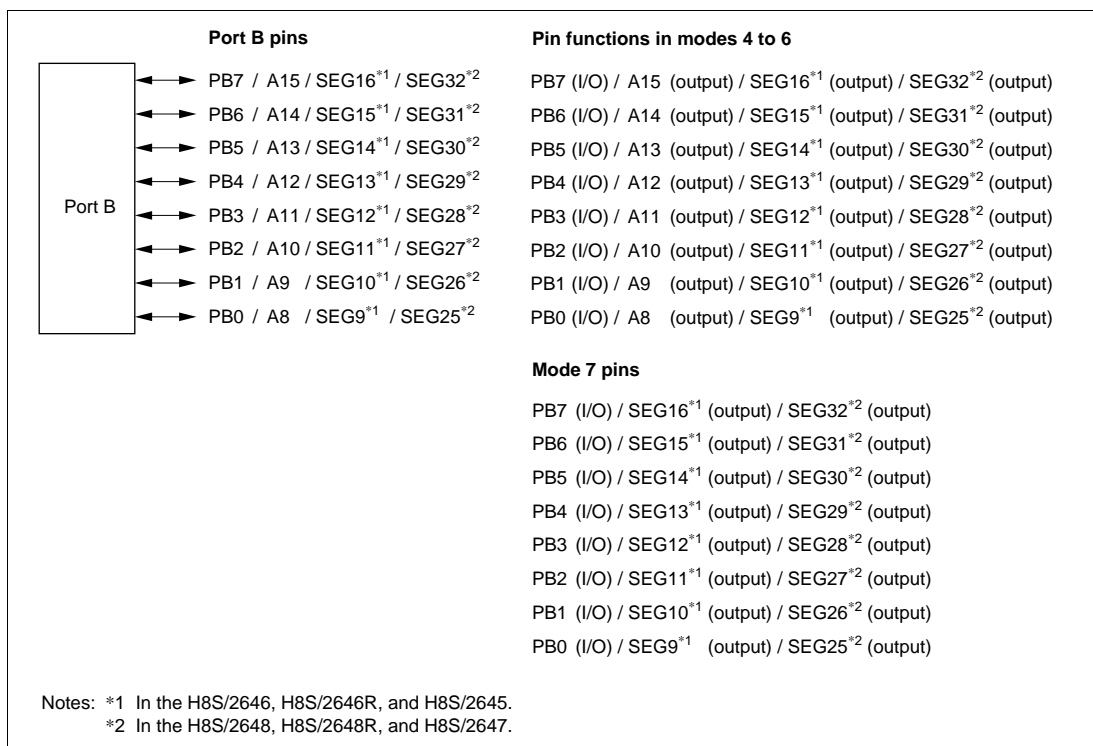 Port B pins
Port B
PB7 / A15 / SEG16*1 / SEG32*2
PB6 / A14 / SEG15*1 / SEG31*2
PB5 / A13 / SEG14*1 / SEG30*2
PB4 / A12 / SEG13*1 / SEG29*2
PB3 / A11 / SEG12*1 / SEG28*2
PB2 / A10 / SEG11*1 / SEG27*2
PB1 / A9 / SEG10*1 / SEG26*2
PB0 / A8 / SEG9*1 / SEG25*2
Pin functions in modes 4 to 6
PB7 (I/O) / A15 (output) / SEG16*1 (output) / SEG32*2 (output)
PB6 (I/O) / A14 (output) / SEG15*1 (output) / SEG31*2 (output)
PB5 (I/O) / A13 (output) / SEG14*1 (output) / SEG30*2 (output)
PB4 (I/O) / A12 (output) / SEG13*1 (output) / SEG29*2 (output)
PB3 (I/O) / A11 (output) / SEG12*1 (output) / SEG28*2 (output)
PB2 (I/O) / A10 (output) / SEG11*1 (output) / SEG27*2 (output)
PB1 (I/O) / A9 (output) / SEG10*1 (output) / SEG26*2 (output)
PB0 (I/O) / A8 (output) / SEG9*1 (output) / SEG25*2 (output)
Mode 7 pins
PB7 (I/O) / SEG16*1 (output) / SEG32*2 (output)
PB6 (I/O) / SEG15*1 (output) / SEG31*2 (output)
PB5 (I/O) / SEG14*1 (output) / SEG30*2 (output)
PB4 (I/O) / SEG13*1 (output) / SEG29*2 (output)
PB3 (I/O) / SEG12*1 (output) / SEG28*2 (output)
PB2 (I/O) / SEG11*1 (output) / SEG27*2 (output)
PB1 (I/O) / SEG10*1 (output) / SEG26*2 (output)
PB0 (I/O) / SEG9*1 (output) / SEG25*2 (output)
Notes: *1 In the H8S/2646, H8S/2646R, and H8S/2645.
*2 In the H8S/2648, H8S/2648R, and H8S/2647.